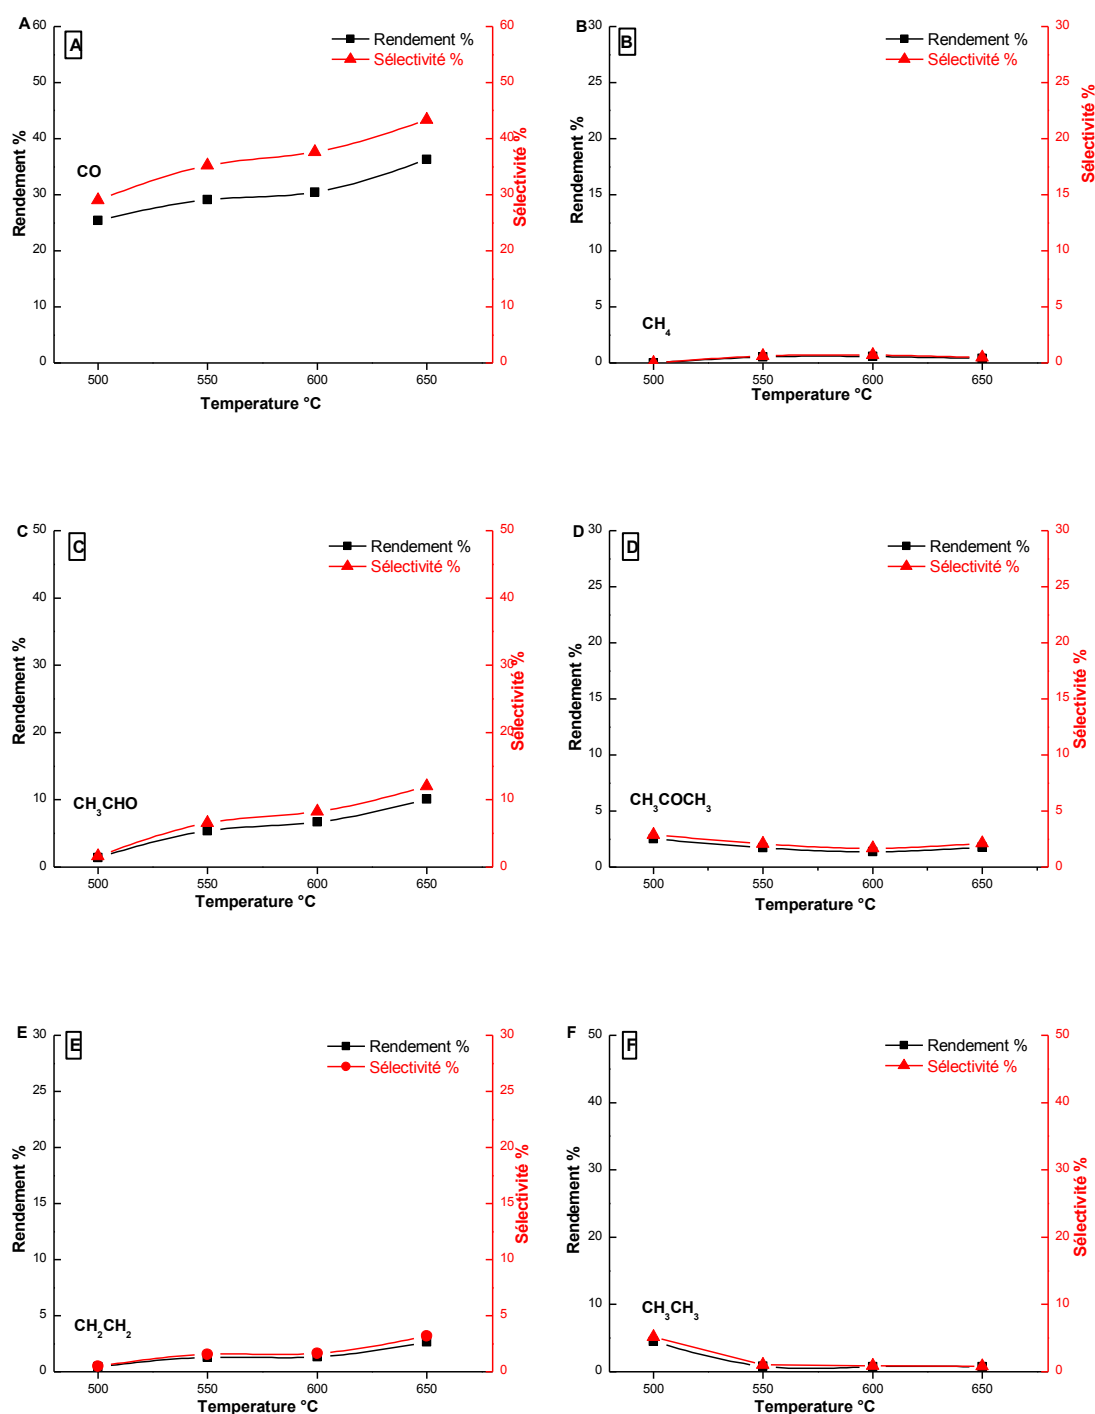 A
A
Rendement %
Sélectivité %
CO
60
50
40
30
20
10
0
Rendement %
60
50
40
30
20
10
0
Sélectivité %
500 550 600 650
Temperature °C
B
B
Rendement %
Sélectivité %
CH₄
30
25
20
15
10
5
0
Rendement %
30
25
20
15
10
5
0
Sélectivité %
500 550 600 650
Temperature °C
C
C
Rendement %
Sélectivité %
CH₃CHO
50
40
30
20
10
0
Rendement %
50
40
30
20
10
0
Sélectivité %
500 550 600 650
Temperature °C
D
D
Rendement %
Sélectivité %
CH₃COCH₃
30
25
20
15
10
5
0
Rendement %
30
25
20
15
10
5
0
Sélectivité %
500 550 600 650
Temperature °C
E
E
Rendement %
Sélectivité %
CH₂CH₂
30
25
20
15
10
5
0
Rendement %
30
25
20
15
10
5
0
Sélectivité %
500 550 600 650
Temperature °C
F
F
Rendement %
Sélectivité %
CH₃CH₃
50
40
30
20
10
0
Rendement %
50
40
30
20
10
0
Sélectivité %
500 550 600 650
Temperature °C